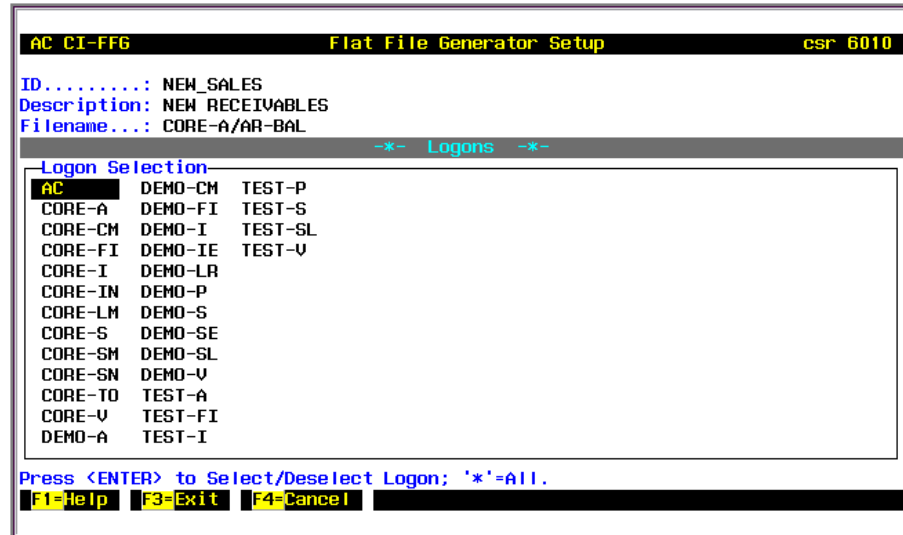 AC CI-FFG Flat File Generator Setup csr 6010
ID.........: NEW_SALES
Description: NEW RECEIVABLES
Filename...: CORE-A/AR-BAL
-*- Logons -*-
Logon Selection
AC DEMO-CM TEST-P
CORE-A DEMO-FI TEST-S
CORE-CM DEMO-I TEST-SL
CORE-FI DEMO-IE TEST-V
CORE-I DEMO-LR
CORE-IN DEMO-P
CORE-LM DEMO-S
CORE-S DEMO-SE
CORE-SM DEMO-SL
CORE-SN DEMO-V
CORE-TO TEST-A
CORE-V TEST-FI
DEMO-A TEST-I
Press <ENTER> to Select/Deselect Logon; '*'=All.
F1=Help F3=Exit F4=Cancel